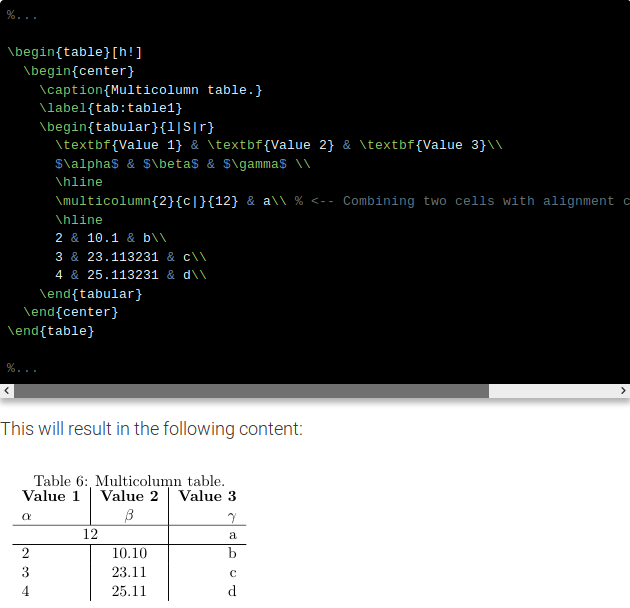 %...
\begin{table}[h!]
\begin{center}
\caption{Multicolumn table.}
\label{tab:table1}
\begin{tabular}{l|S|r}
\textbf{Value 1} & \textbf{Value 2} & \textbf{Value 3}\\
$\alpha$ & $\beta$ & $\gamma$ \\
\hline
\multicolumn{2}{c|}{12} & a\\ % <-- Combining two cells with alignment c
\hline
2 & 10.1 & b\\
3 & 23.113231 & c\\
4 & 25.113231 & d\\
\end{tabular}
\end{center}
\end{table}
%...
This will result in the following content:
Table 6: Multicolumn table.
Value 1 Value 2 Value 3
α β γ
12 a
2 10.10 b
3 23.11 c
4 25.11 d